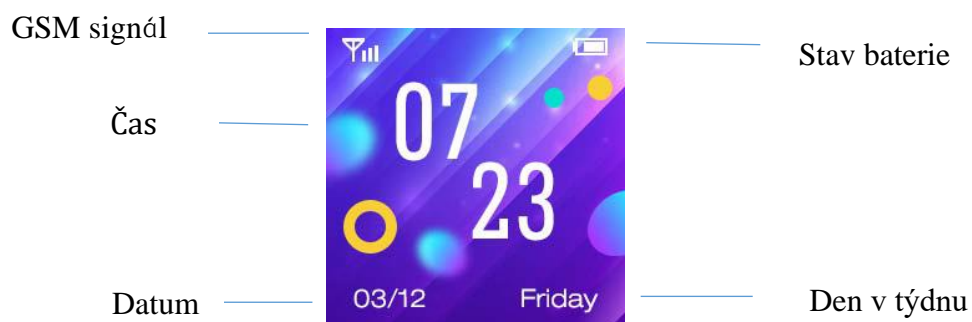 GSM signál
Stav baterie
Čas
07
23
Datum
03/12
Friday
Den v týdnu